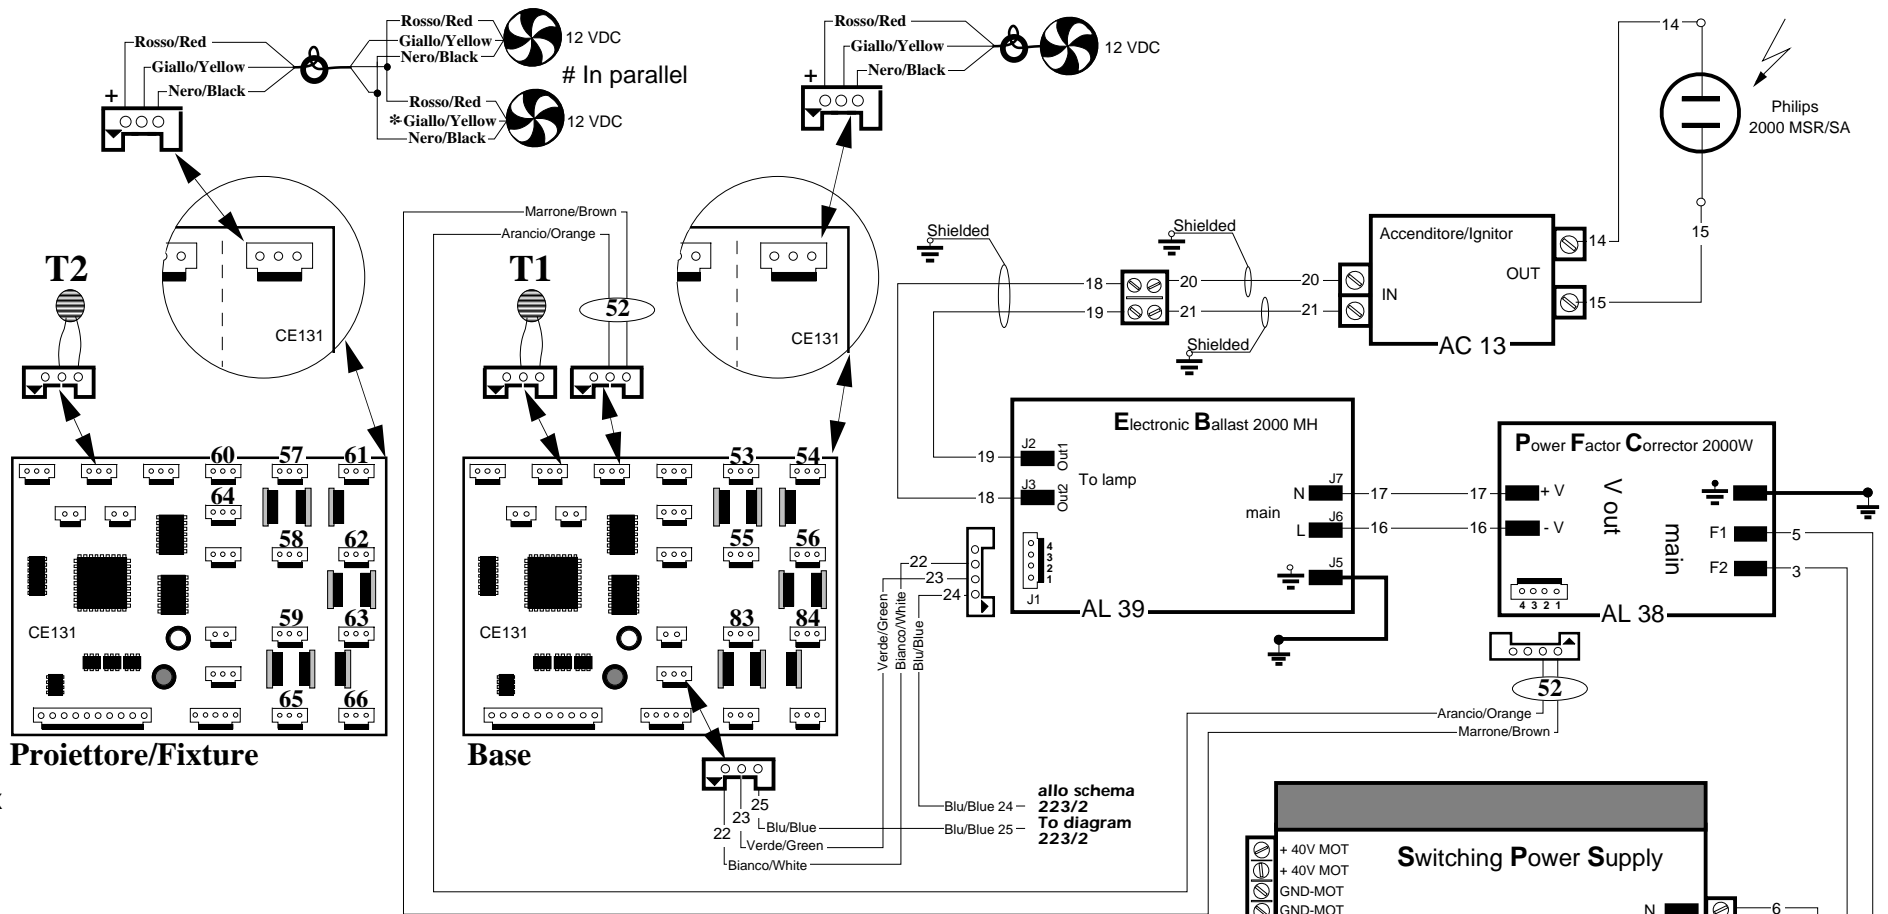 Rosso/Red
Giallo/Yellow
Nero/Black
+
Rosso/Red
Giallo/Yellow
Nero/Black
12 VDC
# In parallel
Rosso/Red
*Giallo/Yellow
Nero/Black
12 VDC
Rosso/Red
Giallo/Yellow
Nero/Black
+
12 VDC
14
Philips
2000 MSR/SA
15
Marrone/Brown
Arancio/Orange
52
T2
CE131
T1
CE131
Shielded
Shielded
Shielded
18
19
20
21
20
21
Accenditore/Ignitor
IN
OUT
14
15
AC 13
60
57
61
64
58
62
59
63
65
66
CE131
Proiettore/Fixture
53
54
55
56
83
84
CE131
Base
Electronic Ballast 2000 MH
J2
Out1
19
To lamp
J3
Out2
18
J7
N
17
main
J6
L
16
J5
4
3
2
1
J1
AL 39
Power Factor Corrector 2000W
17
+ V
16
- V
V out
main
F1
5
F2
3
4 3 2 1
AL 38
22
23
24
Verde/Green
Bianco/White
Blu/Blue
52
Arancio/Orange
Marrone/Brown
25
23
22
Blu/Blue
Verde/Green
Bianco/White
Blu/Blue 24
Blu/Blue 25
allo schema
223/2
To diagram
223/2
Switching Power Supply
+ 40V MOT
+ 40V MOT
GND-MOT
GND-MOT
N
6